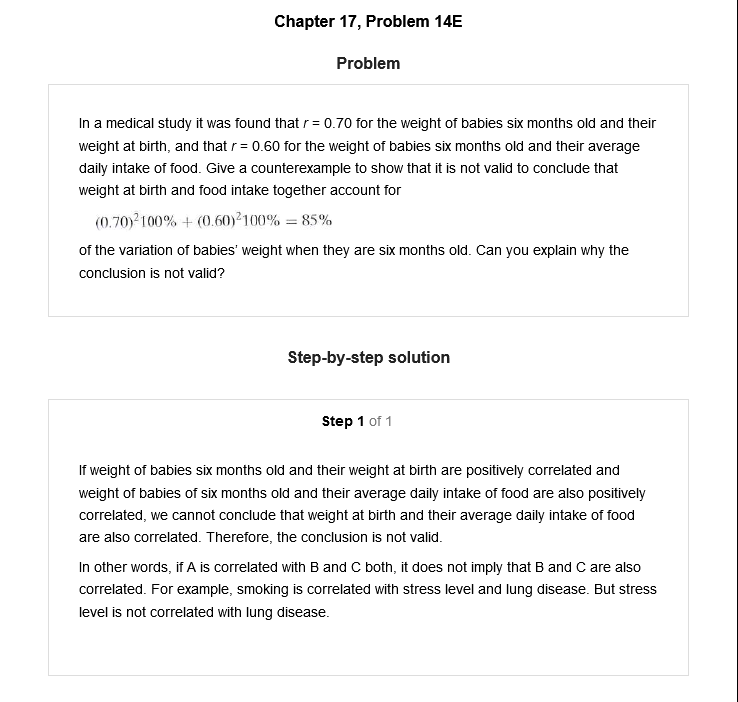 Chapter 17, Problem 14E
Problem
In a medical study it was found that r = 0.70 for the weight of babies six months old and their
weight at birth, and that r = 0.60 for the weight of babies six months old and their average
daily intake of food. Give a counterexample to show that it is not valid to conclude that
weight at birth and food intake together account for
(0.70)²100% + (0.60)²100% = 85%
of the variation of babies' weight when they are six months old. Can you explain why the
conclusion is not valid?
Step-by-step solution
Step 1 of 1
If weight of babies six months old and their weight at birth are positively correlated and
weight of babies of six months old and their average daily intake of food are also positively
correlated, we cannot conclude that weight at birth and their average daily intake of food
are also correlated. Therefore, the conclusion is not valid.
In other words, if A is correlated with B and C both, it does not imply that B and C are also
correlated. For example, smoking is correlated with stress level and lung disease. But stress
level is not correlated with lung disease.